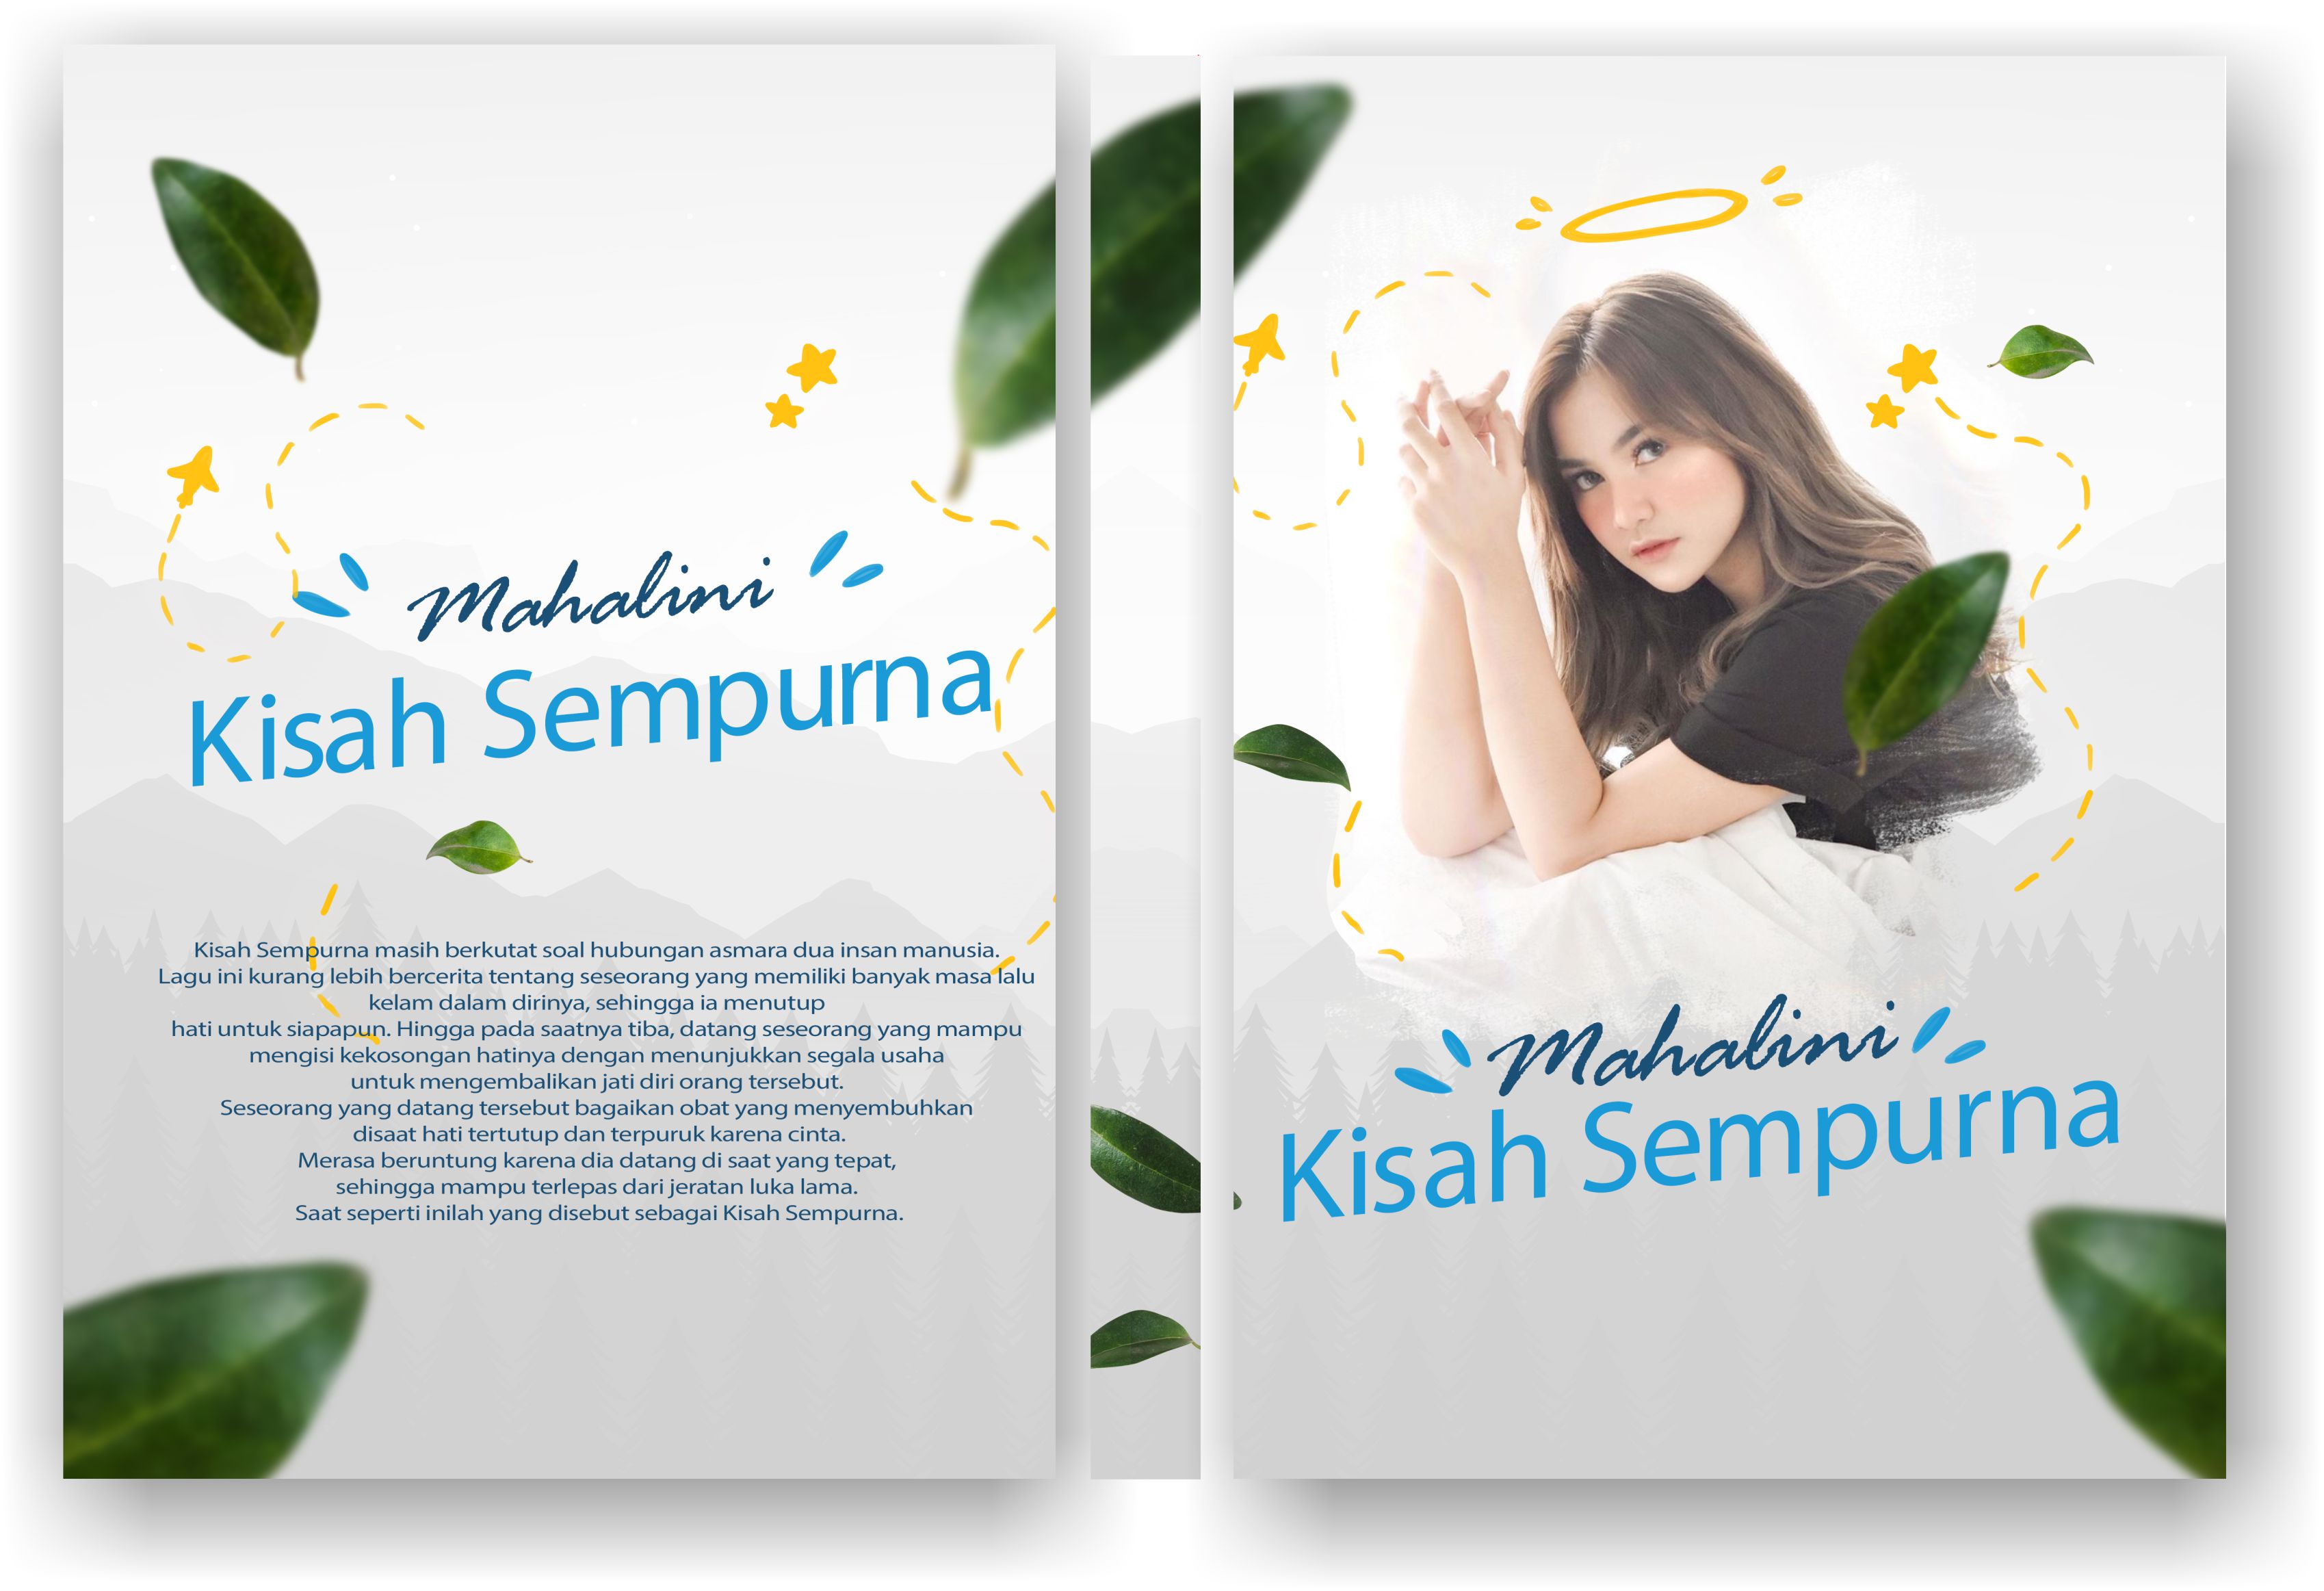 Mahalini
Kisah Sempurna
Kisah Sempurna masih berkutat soal hubungan asmara dua insan manusia.
Lagu ini kurang lebih bercerita tentang seseorang yang memiliki banyak masa lalu
kelam dalam dirinya, sehingga ia menutup
hati untuk siapapun. Hingga pada saatnya tiba, datang seseorang yang mampu
mengisi kekosongan hatinya dengan menunjukkan segala usaha
untuk mengembalikan jati diri orang tersebut.
Seseorang yang datang tersebut bagaikan obat yang menyembuhkan
disaat hati tertutup dan terpuruk karena cinta.
Merasa beruntung karena dia datang di saat yang tepat,
sehingga mampu terlepas dari jeratan luka lama.
Saat seperti inilah yang disebut sebagai Kisah Sempurna.
Mahalini
Kisah Sempurna